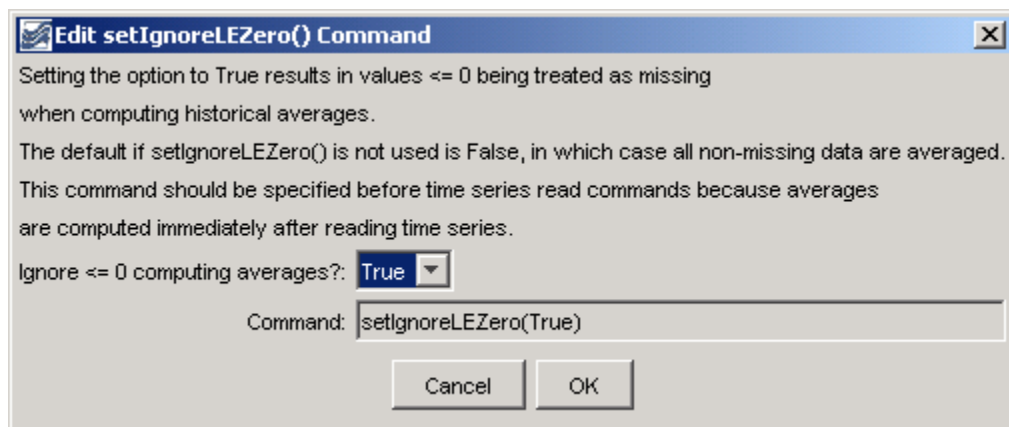 Edit setIgnoreLEZero() Command
Setting the option to True results in values <= 0 being treated as missing
when computing historical averages.
The default if setIgnoreLEZero() is not used is False, in which case all non-missing data are averaged.
This command should be specified before time series read commands because averages
are computed immediately after reading time series.
Ignore <= 0 computing averages?: True
Command: setIgnoreLEZero(True)
Cancel OK